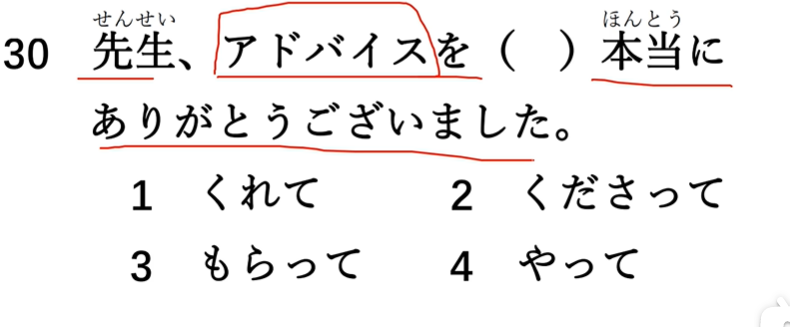 せんせい ほんとう
30 先生、アドバイスを（ ）本当に
ありがとうございました。
1 くれて 2 くださって
3 もらって 4 やって